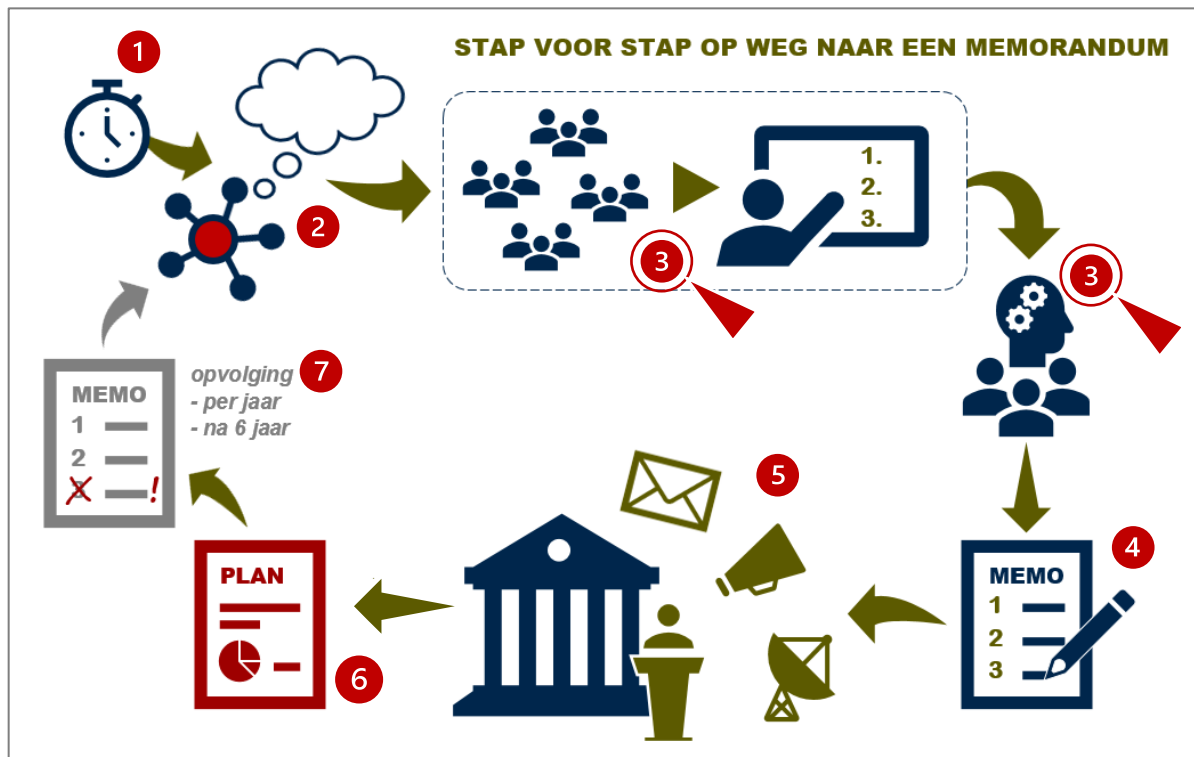 STAP VOOR STAP OP WEG NAAR EEN MEMORANDUM
1
2
1.
2.
3.
3
3
MEMO
1
2
3
4
5
PLAN
6
opvolging
- per jaar
- na 6 jaar
7
MEMO
1
2
3
!